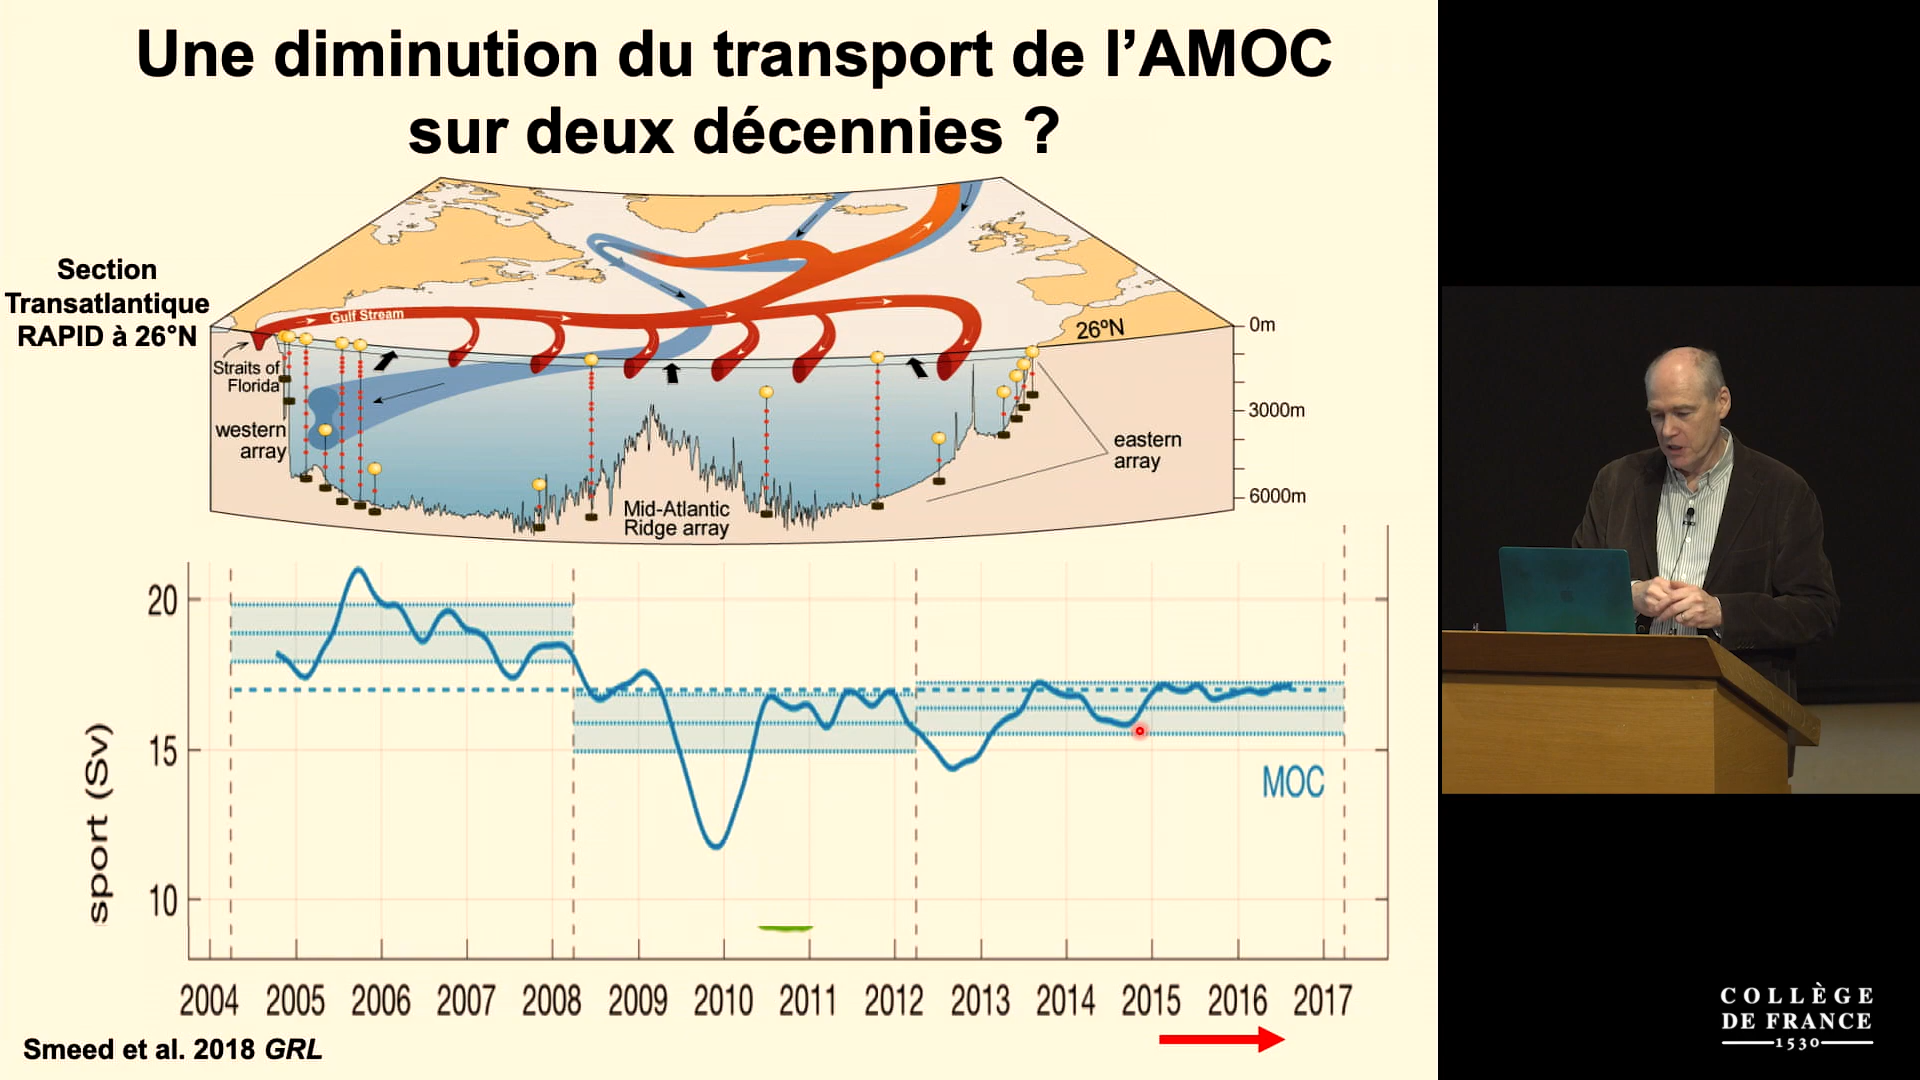 Une diminution du transport de l’AMOC
sur deux décennies ?
Section
Transatlantique
RAPID à 26°N
Gulf Stream
26ºN
0m
Straits of
Florida
3000m
western
array
eastern
array
6000m
Mid-Atlantic
Ridge array
20
15
10
sport (Sv)
MOC
2004 2005 2006 2007 2008 2009 2010 2011 2012 2013 2014 2015 2016 2017
Smeed et al. 2018 GRL
COLLÈGE
DE FRANCE
1530